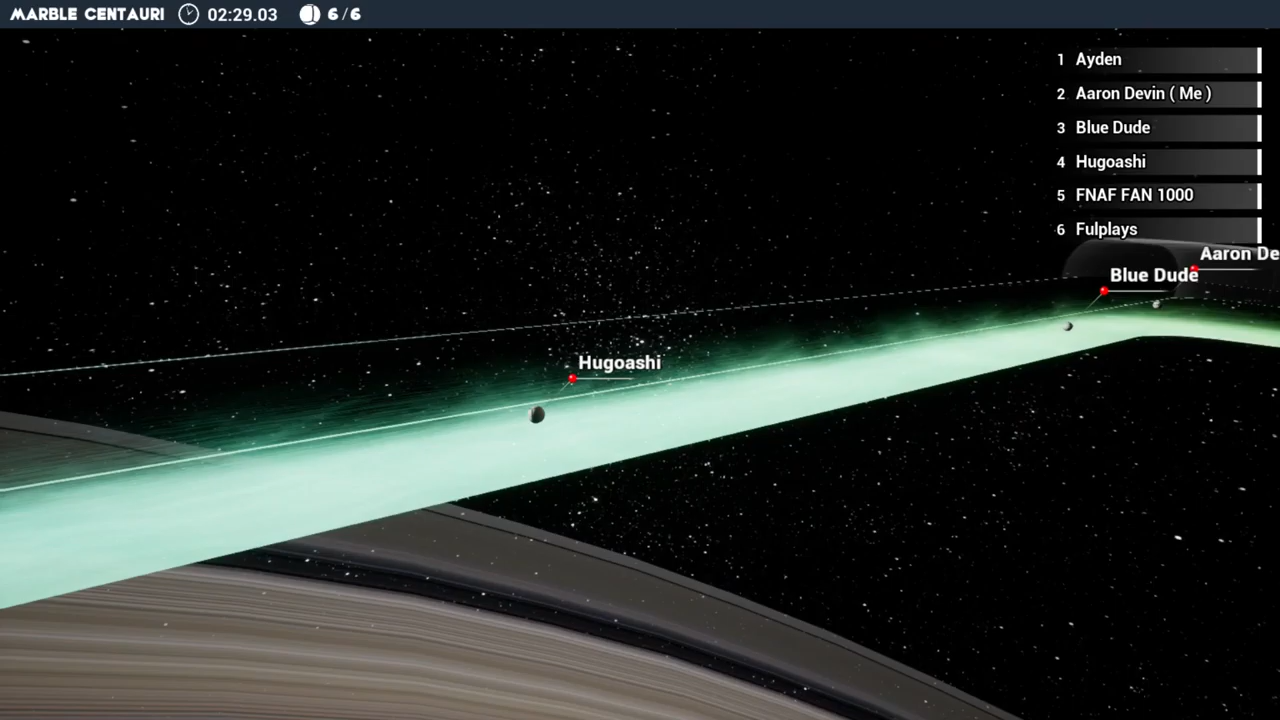 MARBLE CENTAURI 02:29.03 6/6
1 Ayden
2 Aaron Devin ( Me )
3 Blue Dude
4 Hugoashi
5 FNAF FAN 1000
6 Fulplays
Aaron De
Blue Dude
Hugoashi